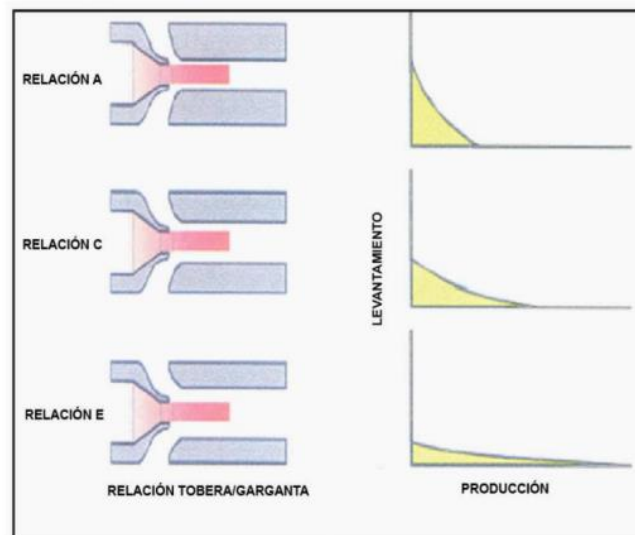 RELACIÓN A
RELACIÓN C
LEVANTAMIENTO
RELACIÓN E
RELACIÓN TOBERA/GARGANTA
PRODUCCIÓN